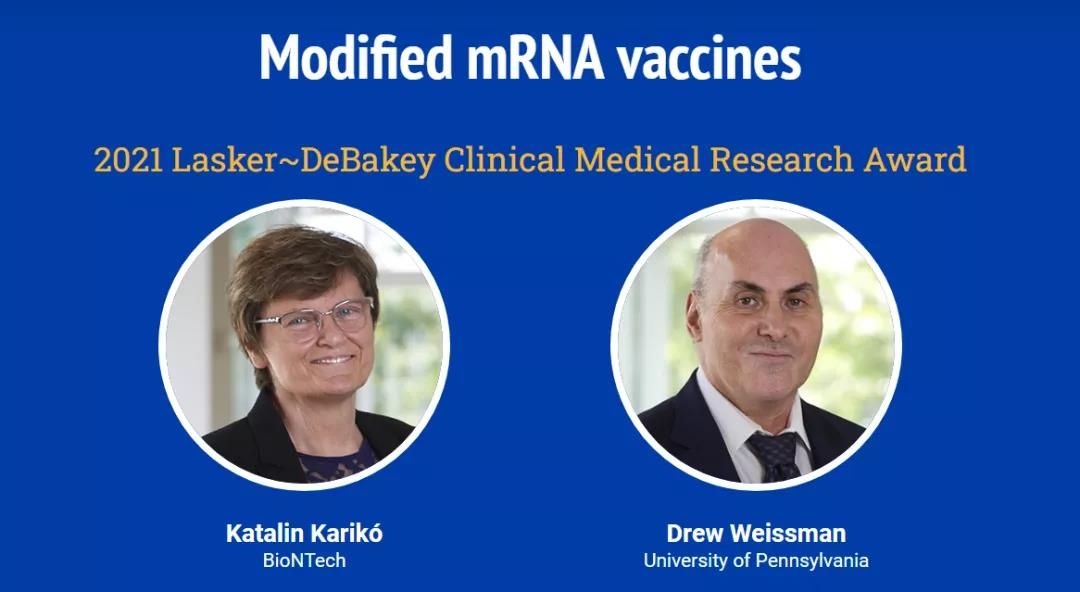 Modified mRNA vaccines
2021 Lasker~DeBakey Clinical Medical Research Award
Katalin Karikó
BioNTech
Drew Weissman
University of Pennsylvania